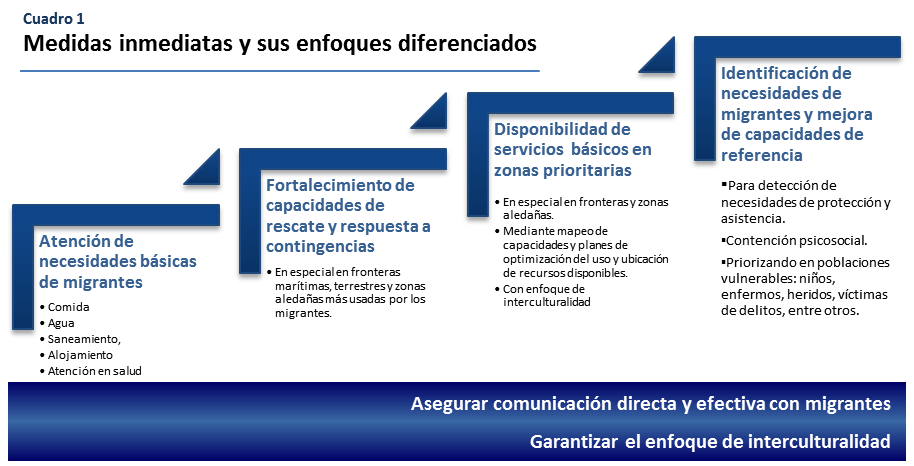 Cuadro 1
Medidas inmediatas y sus enfoques diferenciados
Atención de
necesidades básicas
de migrantes
• Comida
• Agua
• Saneamiento,
• Alojamiento
• Atención en salud
Fortalecimiento de
capacidades de
rescate y respuesta a
contingencias
• En especial en fronteras
marítimas, terrestres y zonas
aledañas más usadas por los
migrantes.
Disponibilidad de
servicios básicos en
zonas prioritarias
• En especial en fronteras y zonas
aledañas.
• Mediante mapeo de
capacidades y planes de
optimización del uso y ubicación
de recursos disponibles.
• Con enfoque de
interculturalidad
Identificación de
necesidades de
migrantes y mejora
de capacidades de
referencia
▪Para detección de
necesidades de protección y
asistencia.
▪Contención psicosocial.
▪Priorizando en poblaciones
vulnerables: niños,
enfermos, heridos, víctimas
de delitos, entre otros.
Asegurar comunicación directa y efectiva con migrantes
Garantizar el enfoque de interculturalidad